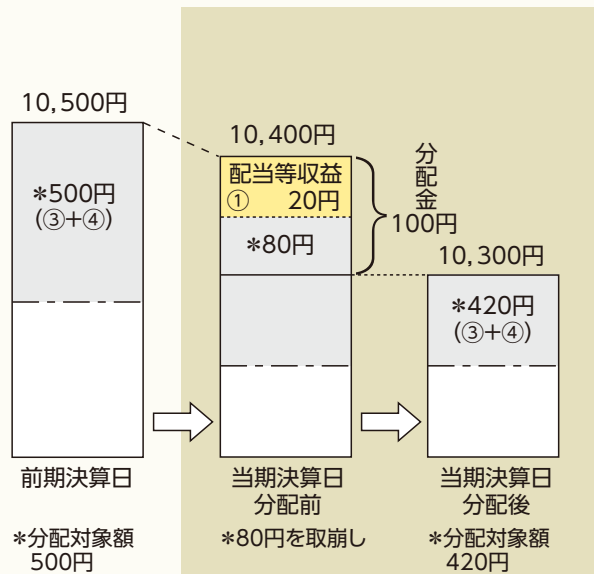 10,500円
*500円
(③+④)
前期決算日
*分配対象額
500円
10,400円
配当等収益
① 20円
*80円
分配金
100円
当期決算日
分配前
*80円を取崩し
10,300円
*420円
(③+④)
当期決算日
分配後
*分配対象額
420円